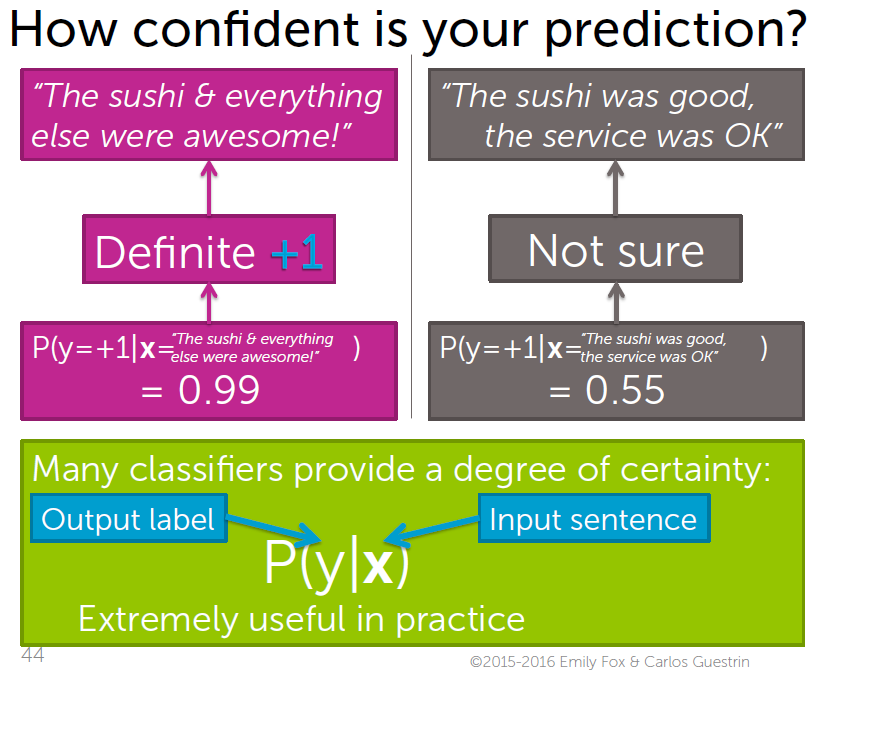 How confident is your prediction?
“The sushi & everything
else were awesome!”
Definite +1
P(y=+1|x=“The sushi & everything
else were awesome!” )
= 0.99
“The sushi was good,
the service was OK”
Not sure
P(y=+1|x=“The sushi was good,
the service was OK” )
= 0.55
Many classifiers provide a degree of certainty:
Output label
Input sentence
P(y|x)
Extremely useful in practice
44
©2015-2016 Emily Fox & Carlos Guestrin